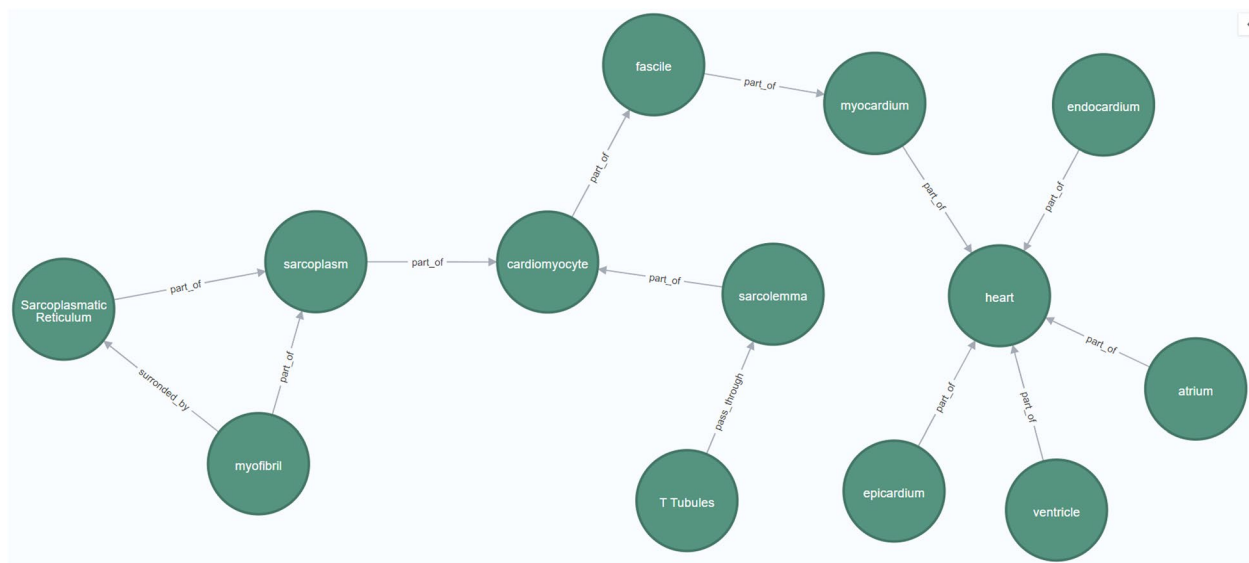 fascile
part_of
myocardium
endocardium
part_of
part_of
part_of
sarcoplasm
part_of
cardiomyocyte
part_of
sarcolemma
heart
Sarcoplasmatic
Reticulum
part_of
surronded_by
part_of
pass_through
part_of
part_of
part_of
atrium
myofibril
T Tubules
epicardium
ventricle